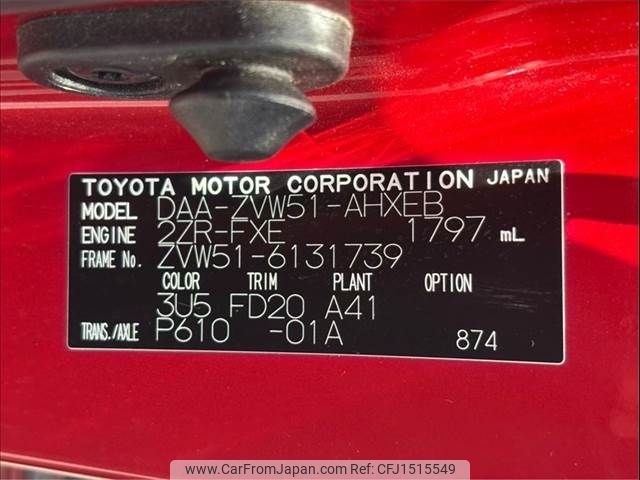 TOYOTA MOTOR CORPORATION JAPAN
MODEL DAA-ZVW51-AHXEB
ENGINE 2ZR-FXE 1797 mL
FRAME No. ZVW51-6131739
COLOR TRIM PLANT OPTION
3U5 FD20 A41
TRANS./AXLE P610 -01A 874
www.CarFromJapan.com CFJ1515549